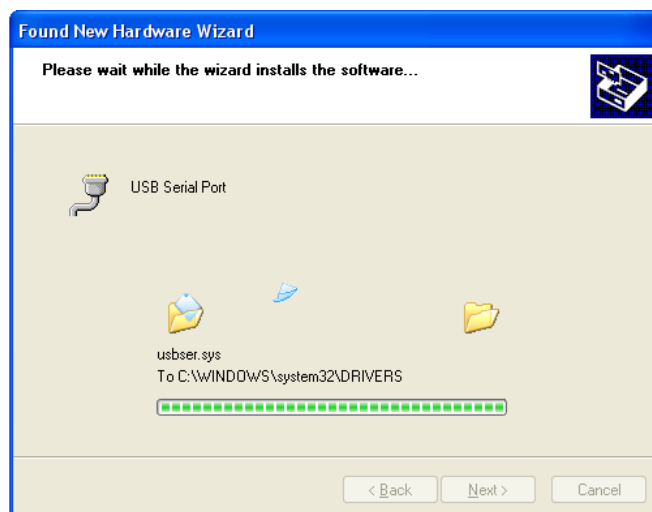 Found New Hardware Wizard
Please wait while the wizard installs the software...
USB Serial Port
usbser.sys
To C:\WINDOWS\system32\DRIVERS
< Back
Next >
Cancel